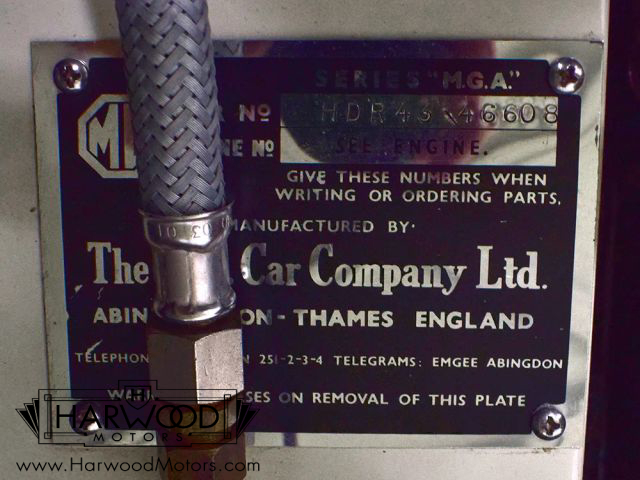 SERIES "M.G.A."
Nº HDR43 46608
NE Nº SEE ENGINE.
GIVE THESE NUMBERS WHEN
WRITING OR ORDERING PARTS.
MANUFACTURED BY·
The Car Company Ltd.
ABIN ON - THAMES ENGLAND
TELEPHON N 251-2-3-4 TELEGRAMS: EMGEE ABINGDON
WAR SES ON REMOVAL OF THIS PLATE
HARWOOD
MOTORS
www.HarwoodMotors.com